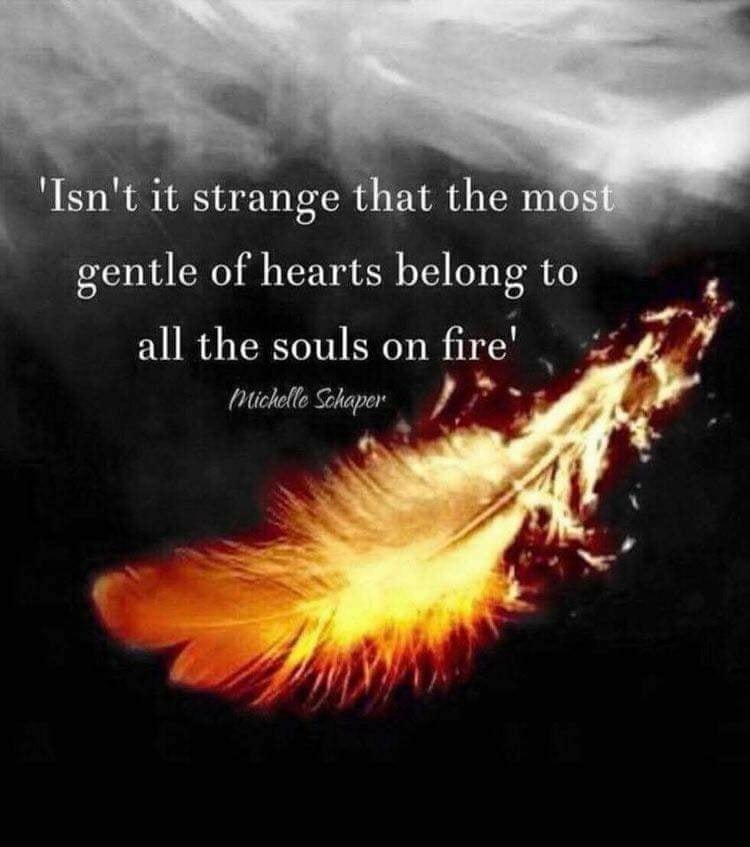 'Isn't it strange that the most
gentle of hearts belong to
all the souls on fire'
Michelle Schaper